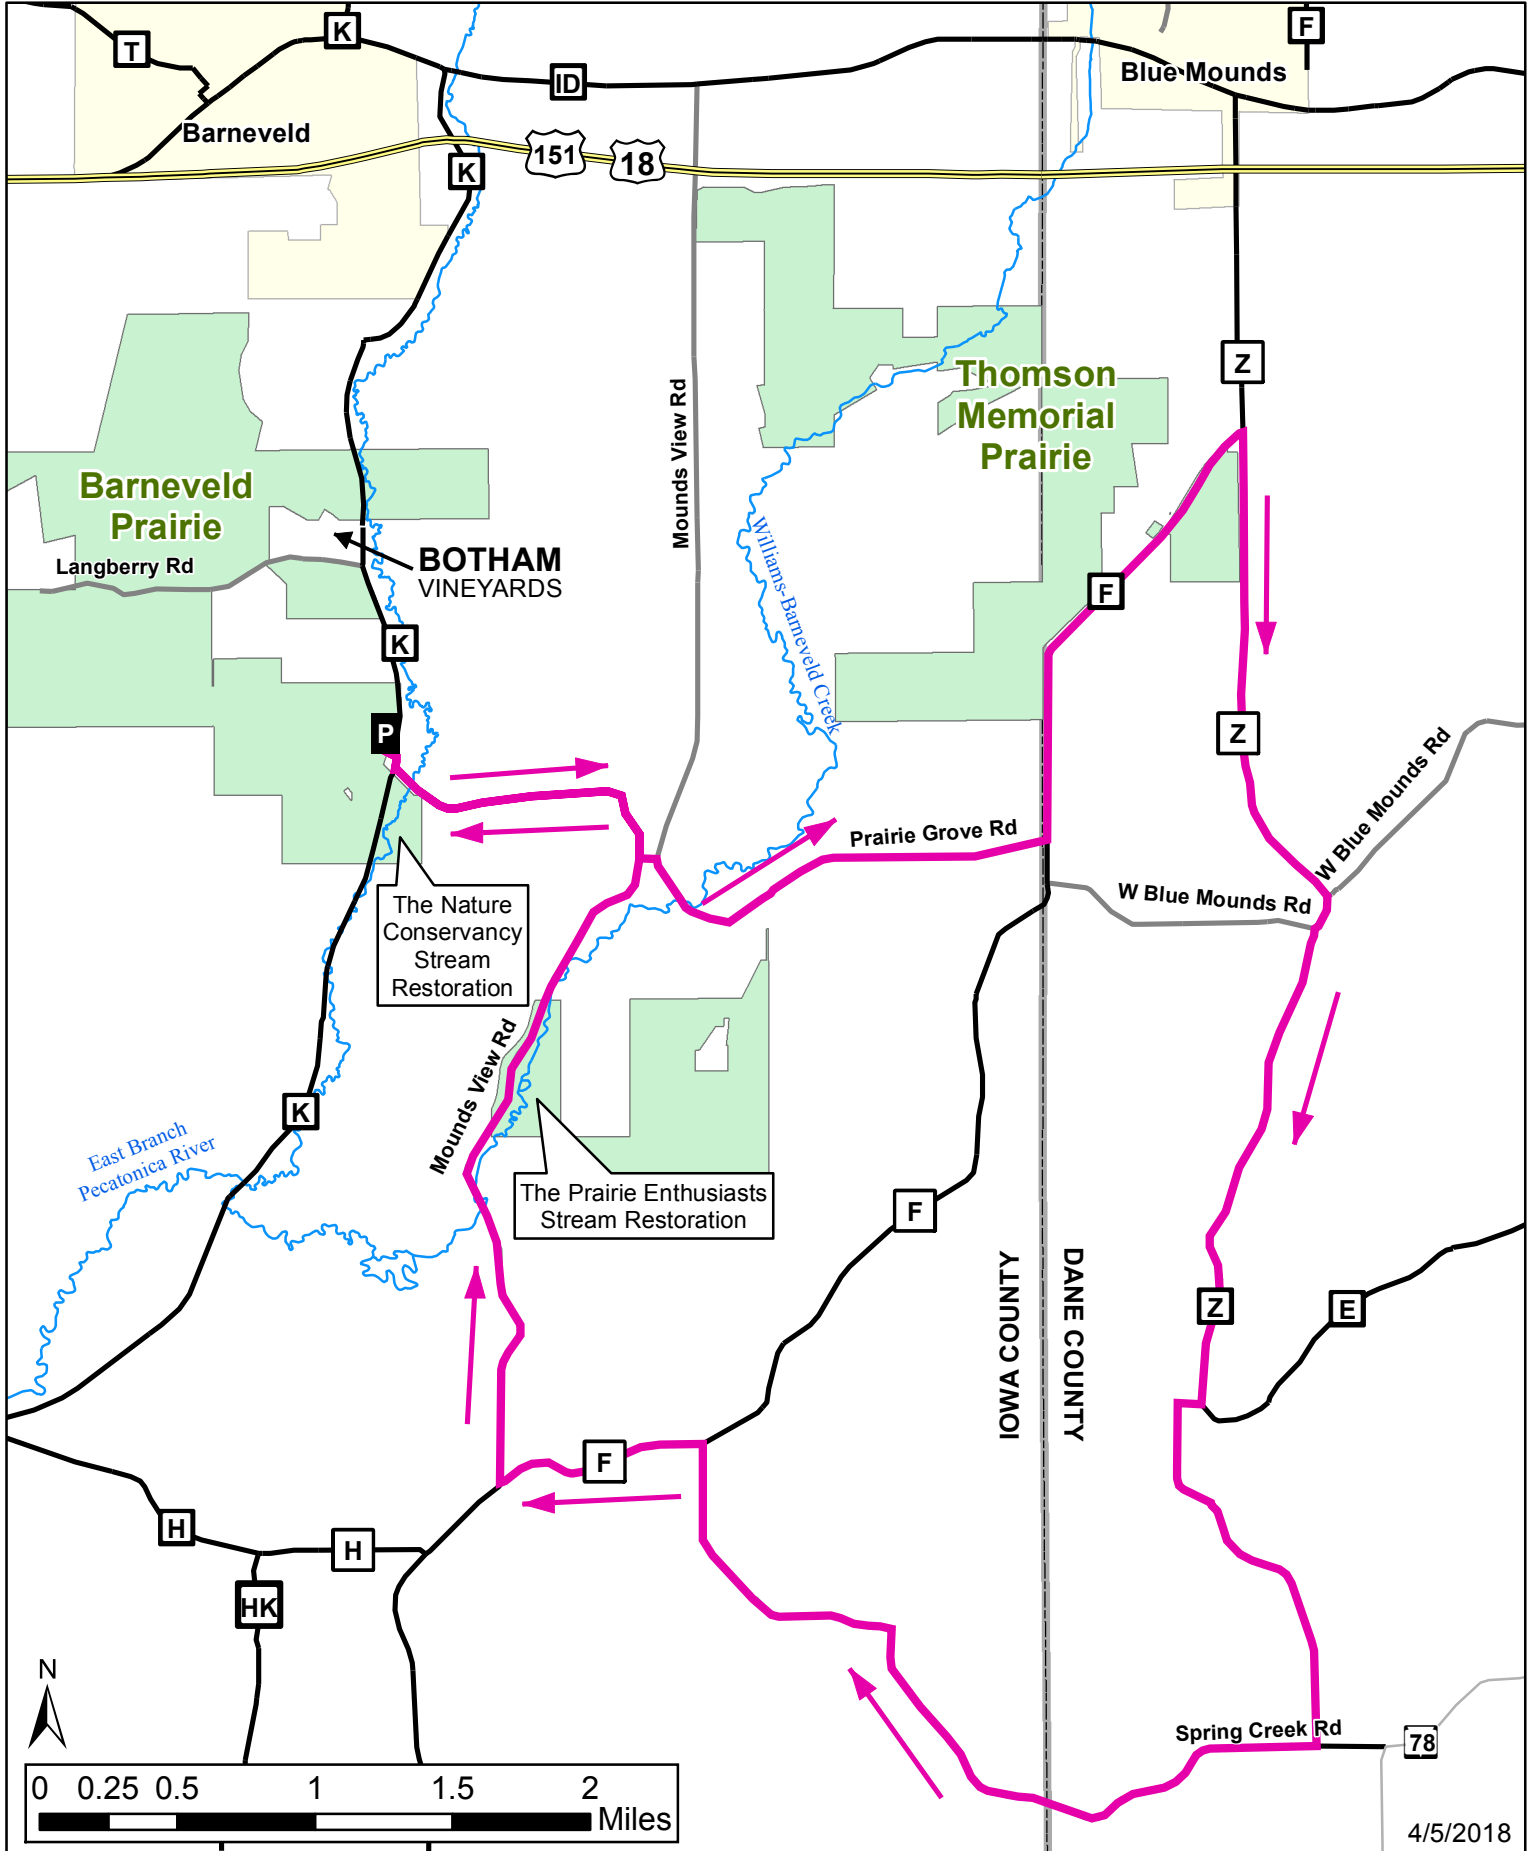 K
F
T
ID
Blue Mounds
Barneveld
151
18
K
Z
Mounds View Rd
Thomson
Memorial
Prairie
Barneveld
Prairie
Langberry Rd
BOTHAM
VINEYARDS
Williams-Barneveld Creek
F
K
P
Z
W Blue Mounds Rd
Prairie Grove Rd
W Blue Mounds Rd
The Nature
Conservancy
Stream
Restoration
Mounds View Rd
K
East Branch
Pecatonica River
The Prairie Enthusiasts
Stream Restoration
F
IOWA COUNTY
DANE COUNTY
Z
E
F
H
H
HK
N
Spring Creek Rd
78
0 0.25 0.5 1 1.5 2
Miles
4/5/2018